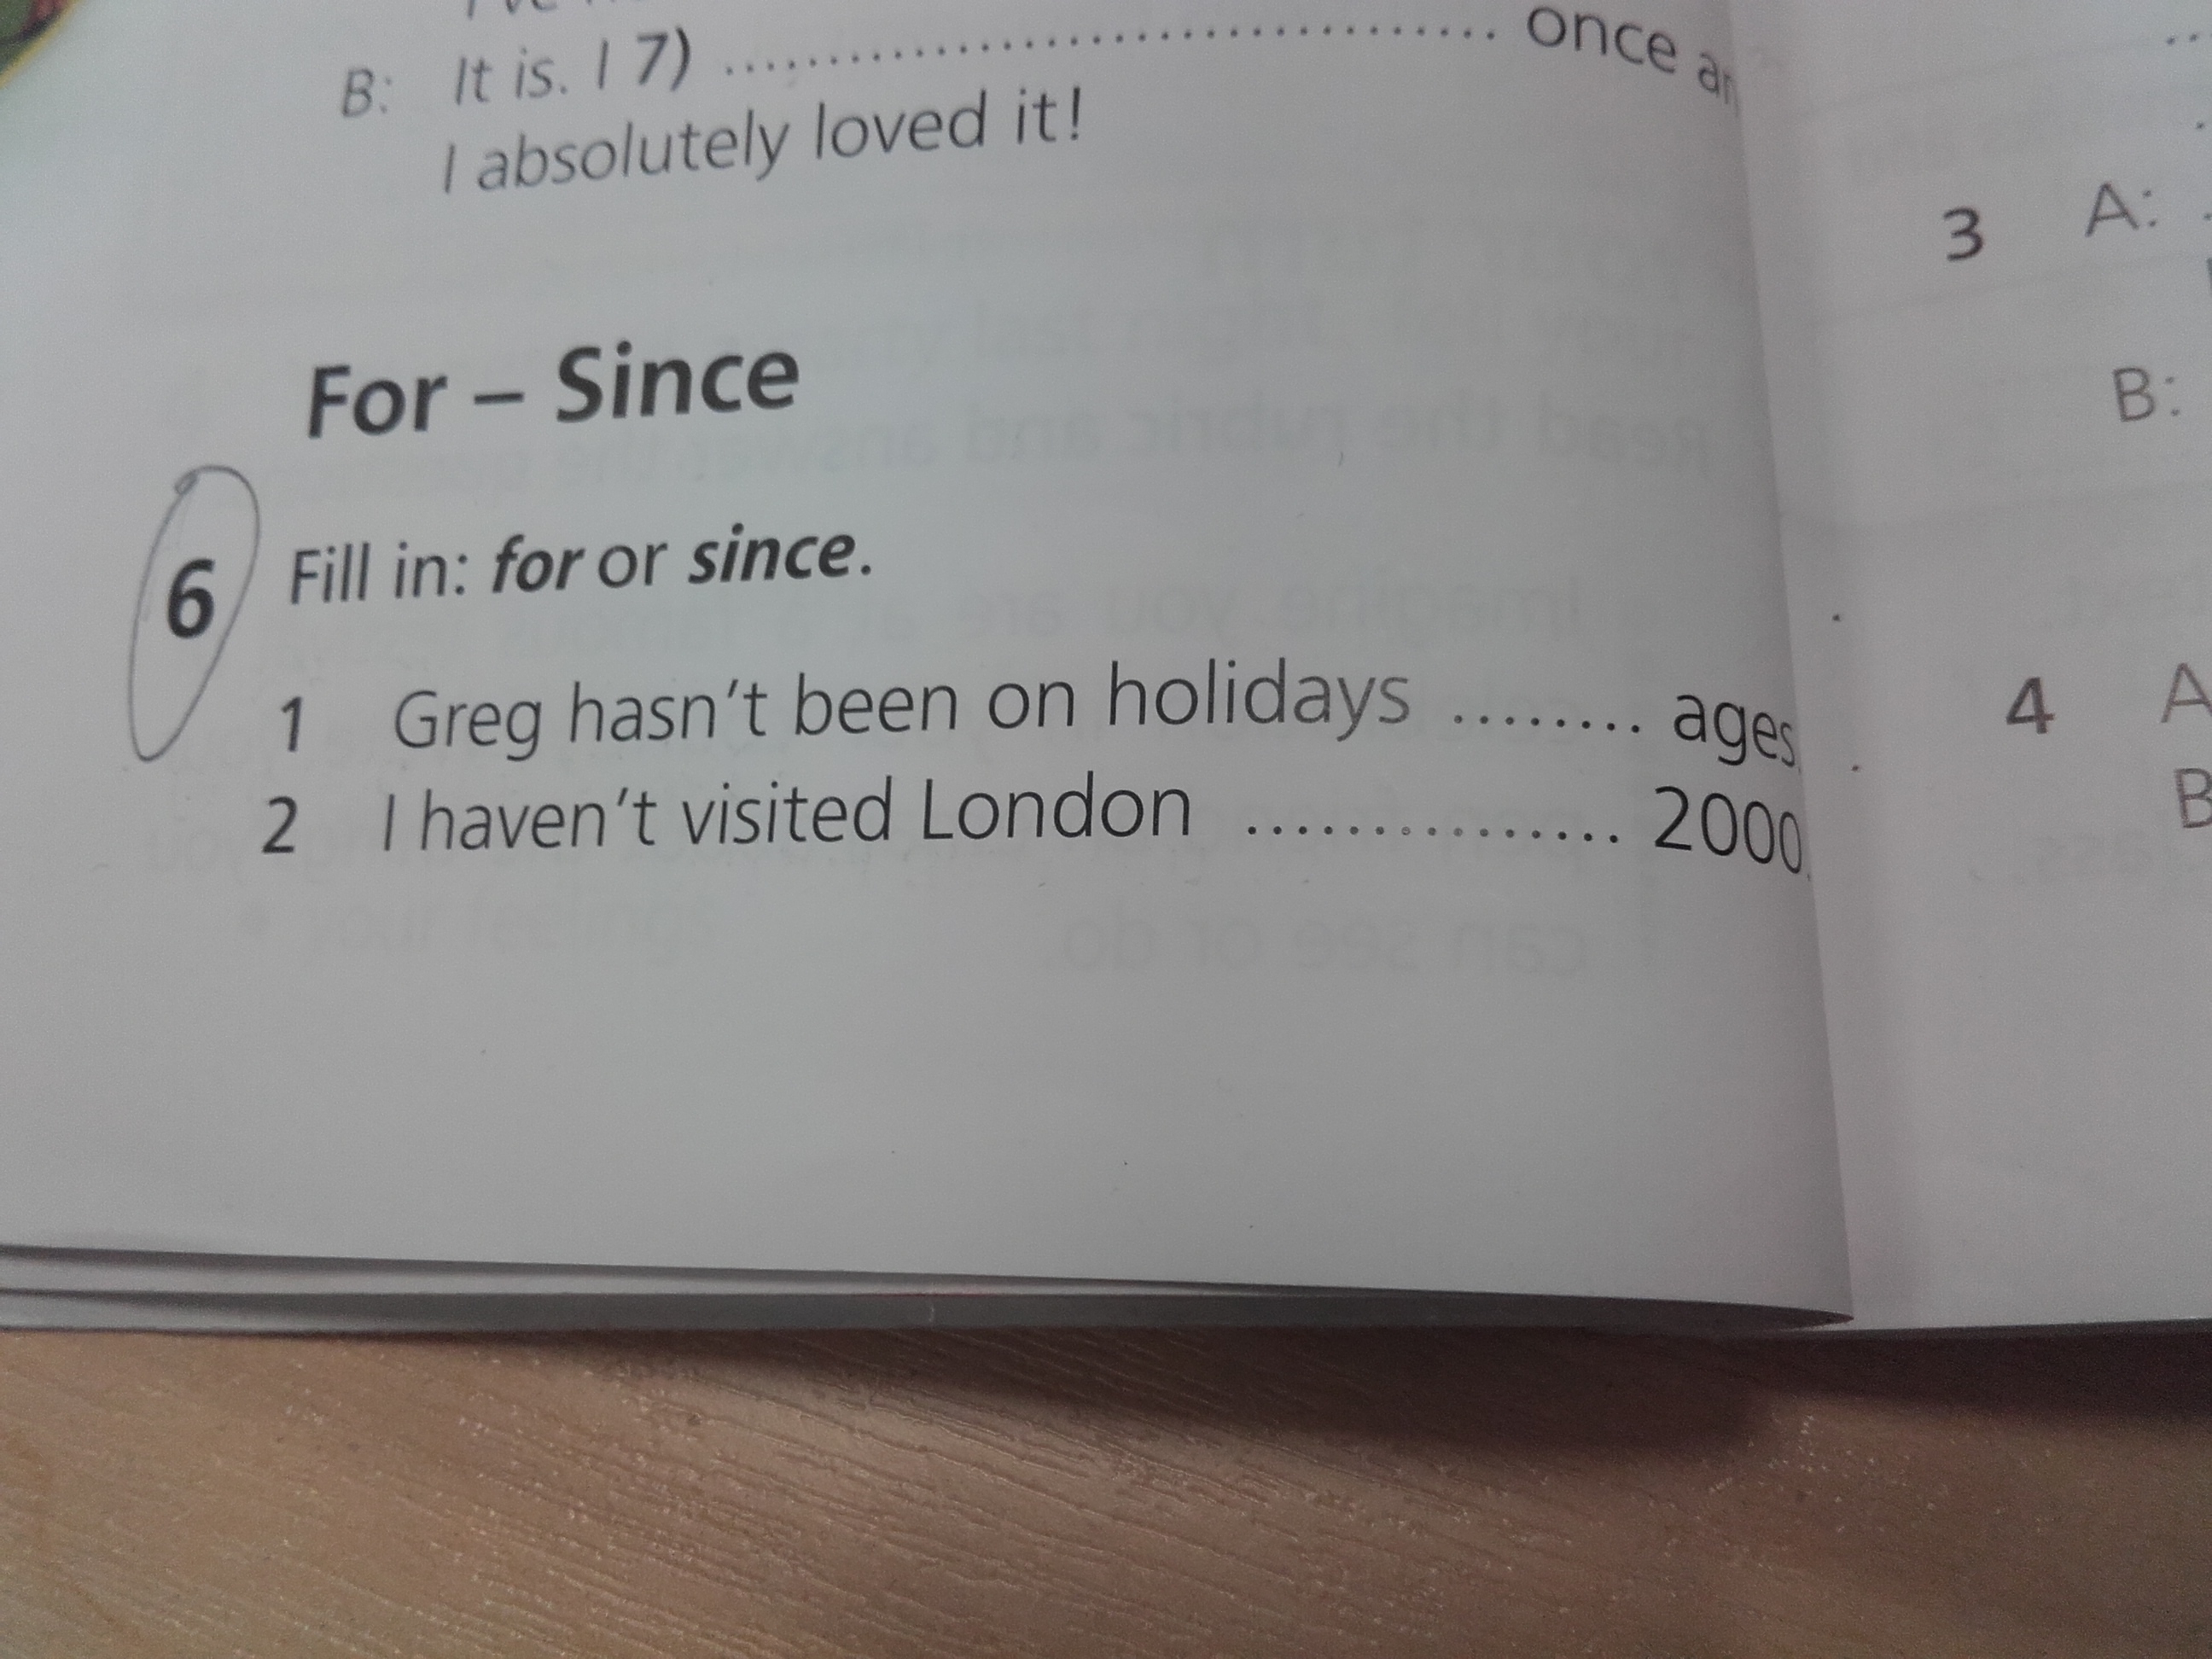 B: It is. I 7) .................................... once
I absolutely loved it!
For – Since
6 Fill in: for or since.
1 Greg hasn't been on holidays ........ ages
2 I haven't visited London ............... 2000.
3 A:
B:
4 A
B